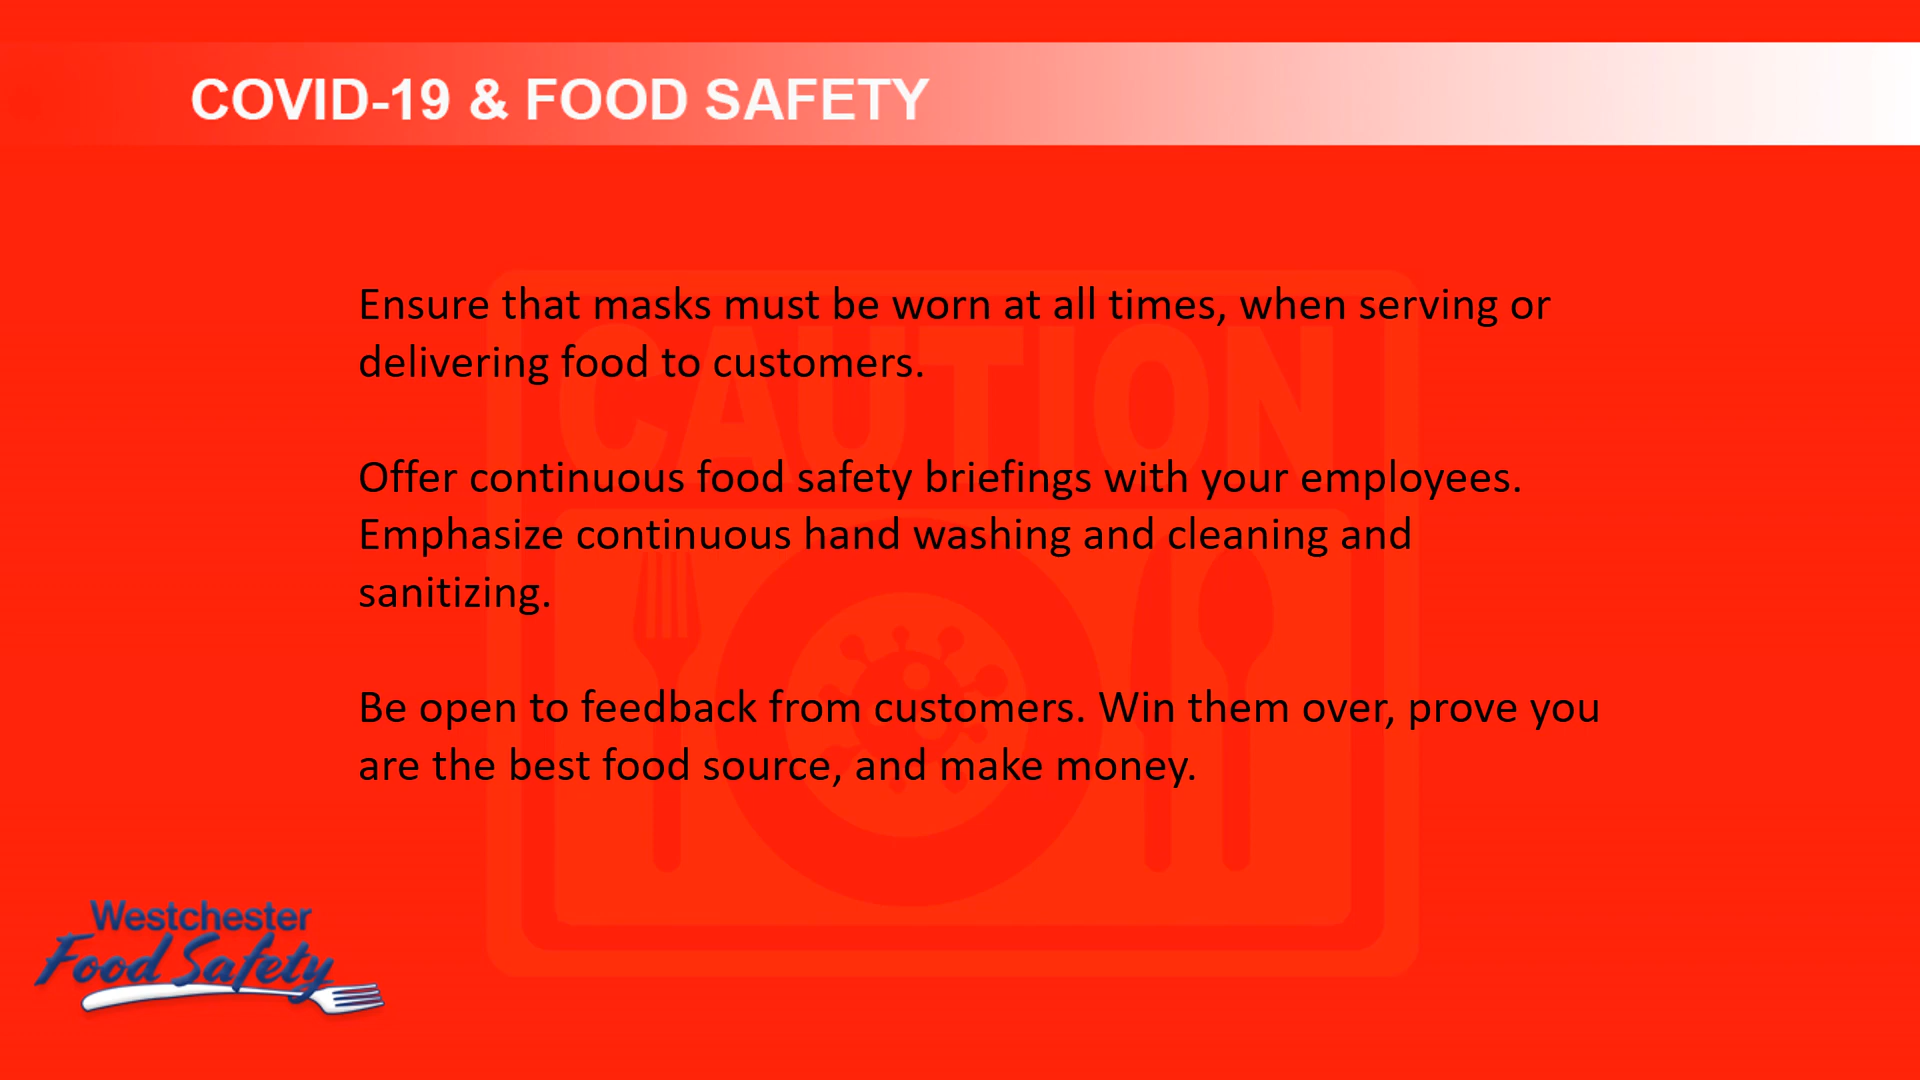 COVID-19 & FOOD SAFETY
CAUTION
Ensure that masks must be worn at all times, when serving or
delivering food to customers.
Offer continuous food safety briefings with your employees.
Emphasize continuous hand washing and cleaning and
sanitizing.
Be open to feedback from customers. Win them over, prove you
are the best food source, and make money.
Westchester
Food Safety